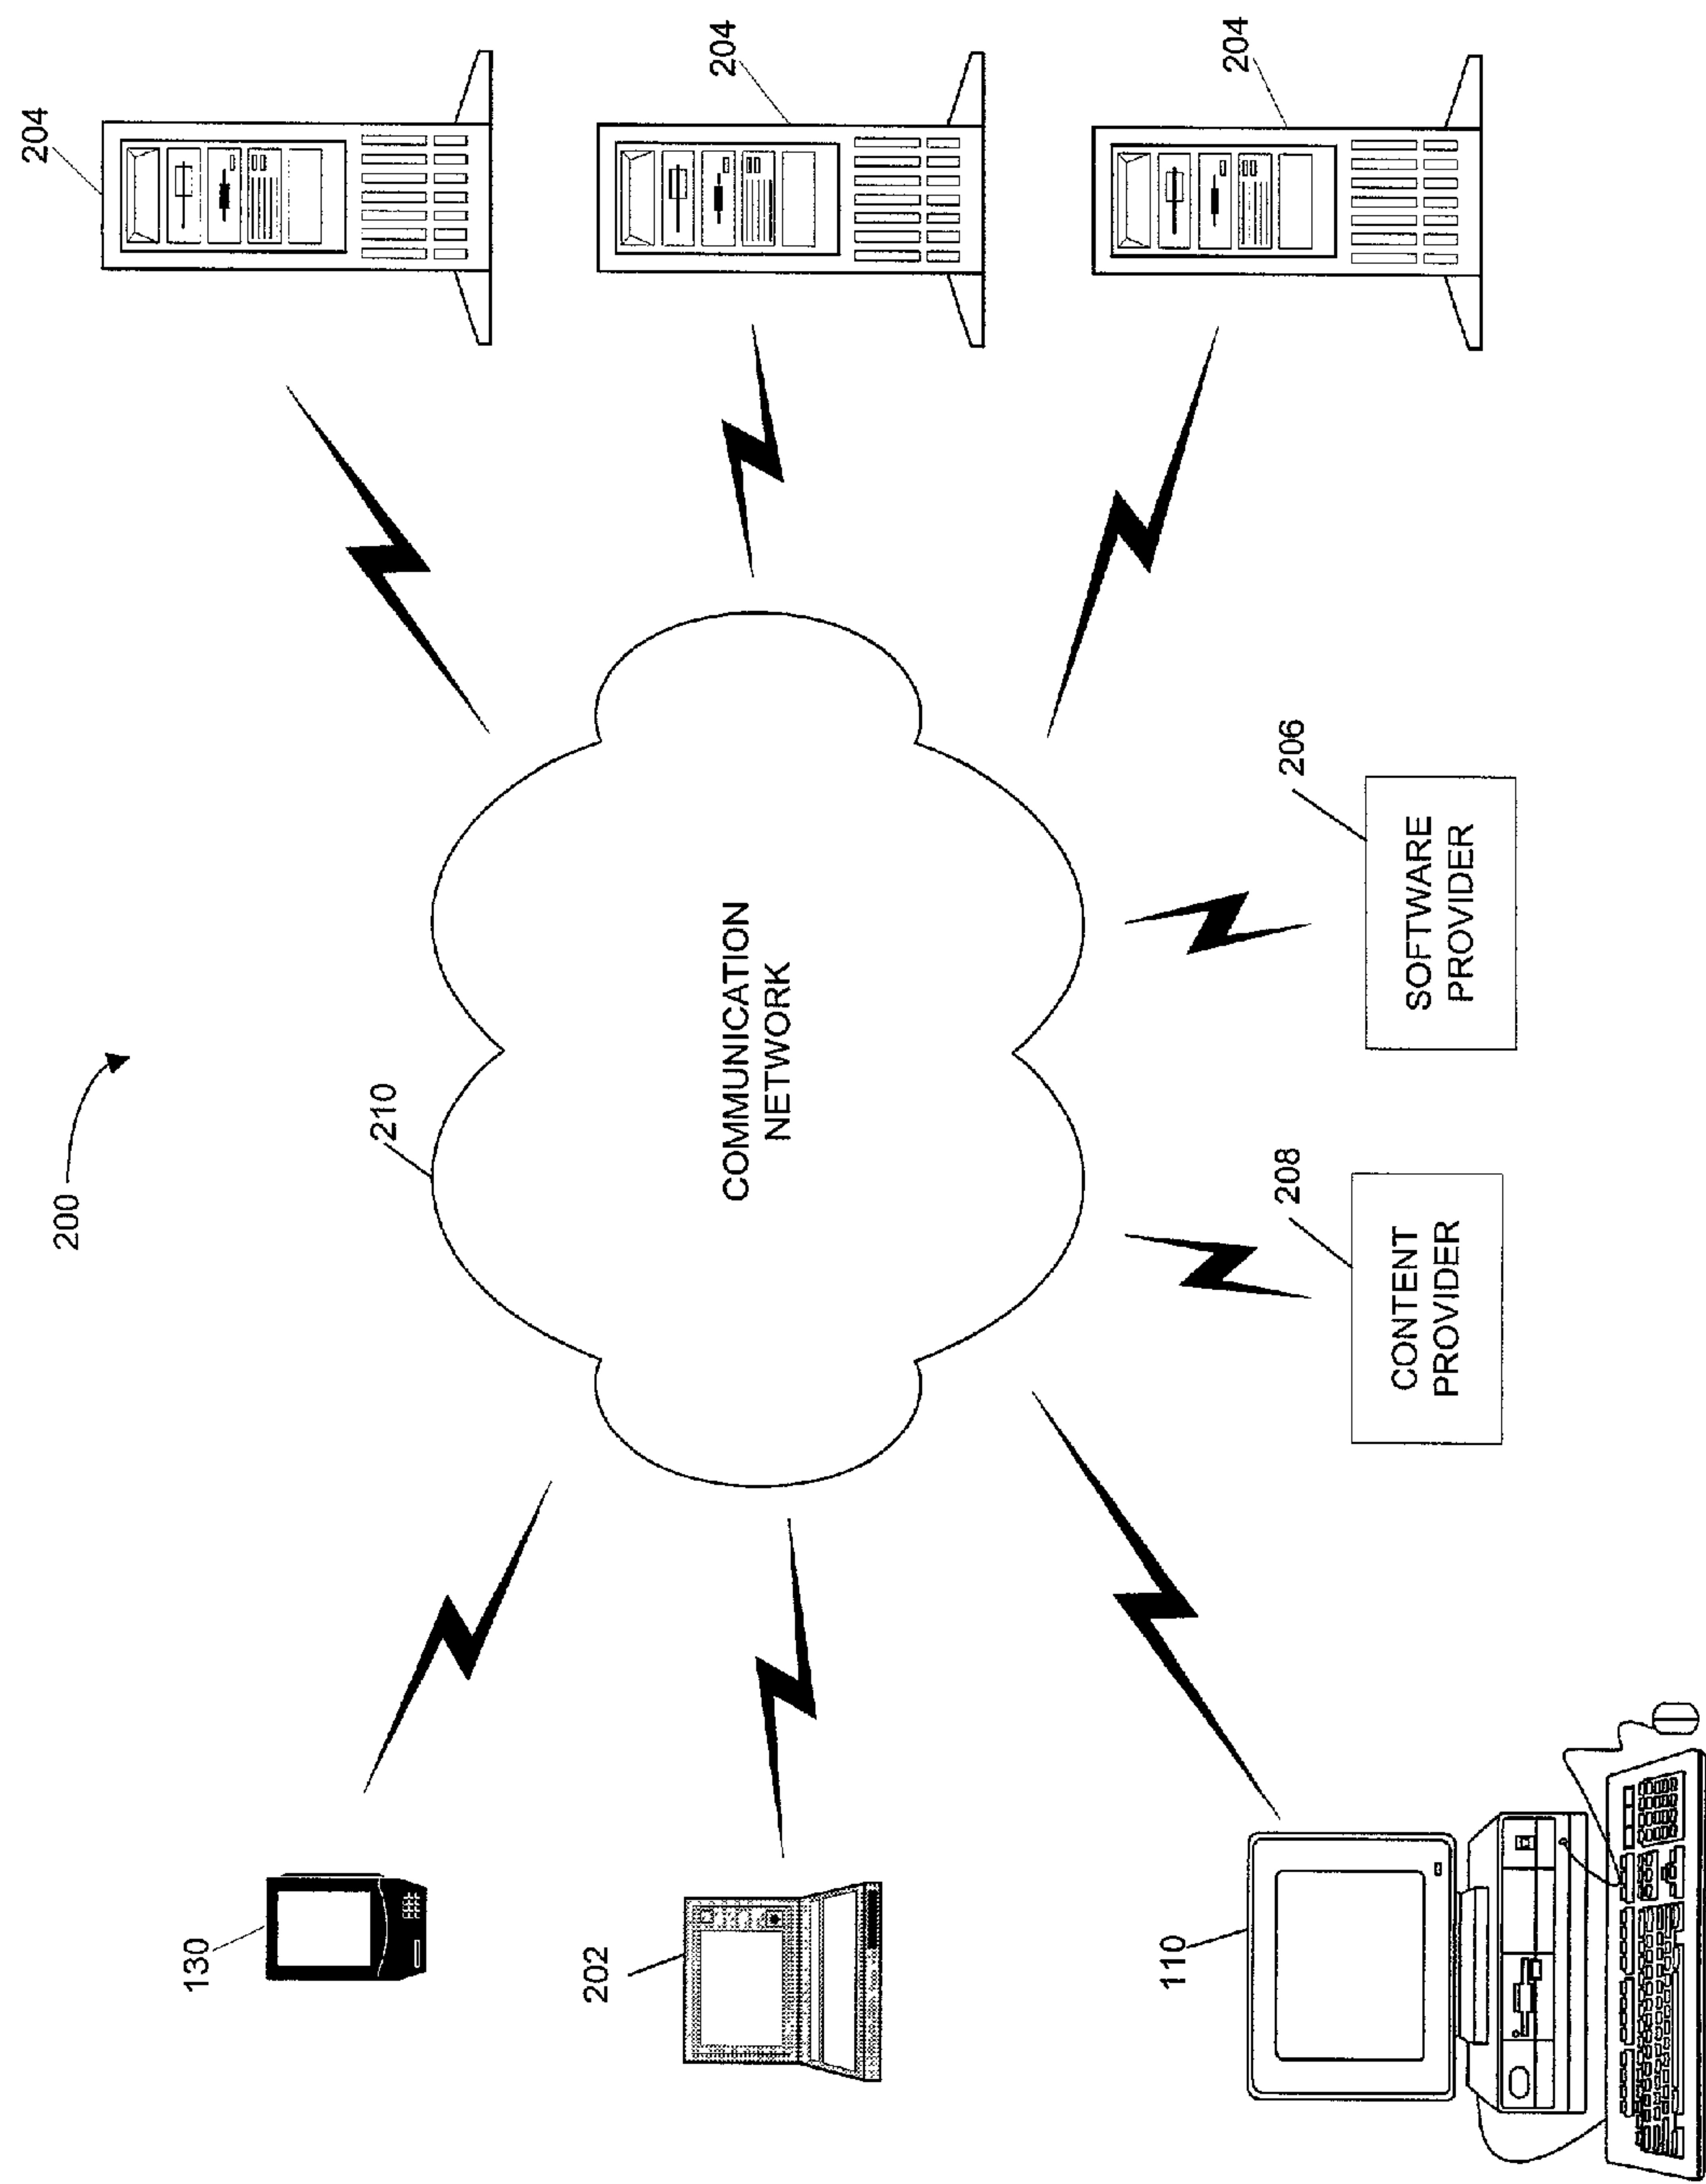 200
204
130
210
202
204
COMMUNICATION
NETWORK
110
204
208
206
CONTENT
PROVIDER
SOFTWARE
PROVIDER